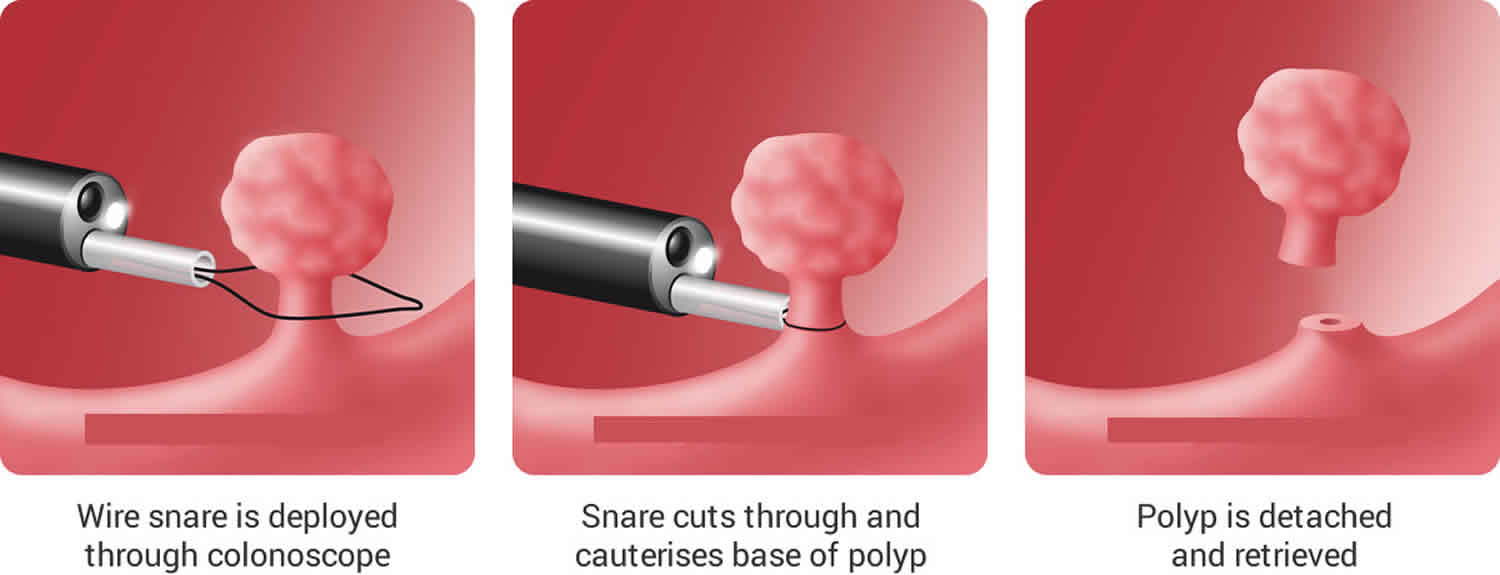 Wire snare is deployed
through colonoscope
Snare cuts through and
cauterises base of polyp
Polyp is detached
and retrieved